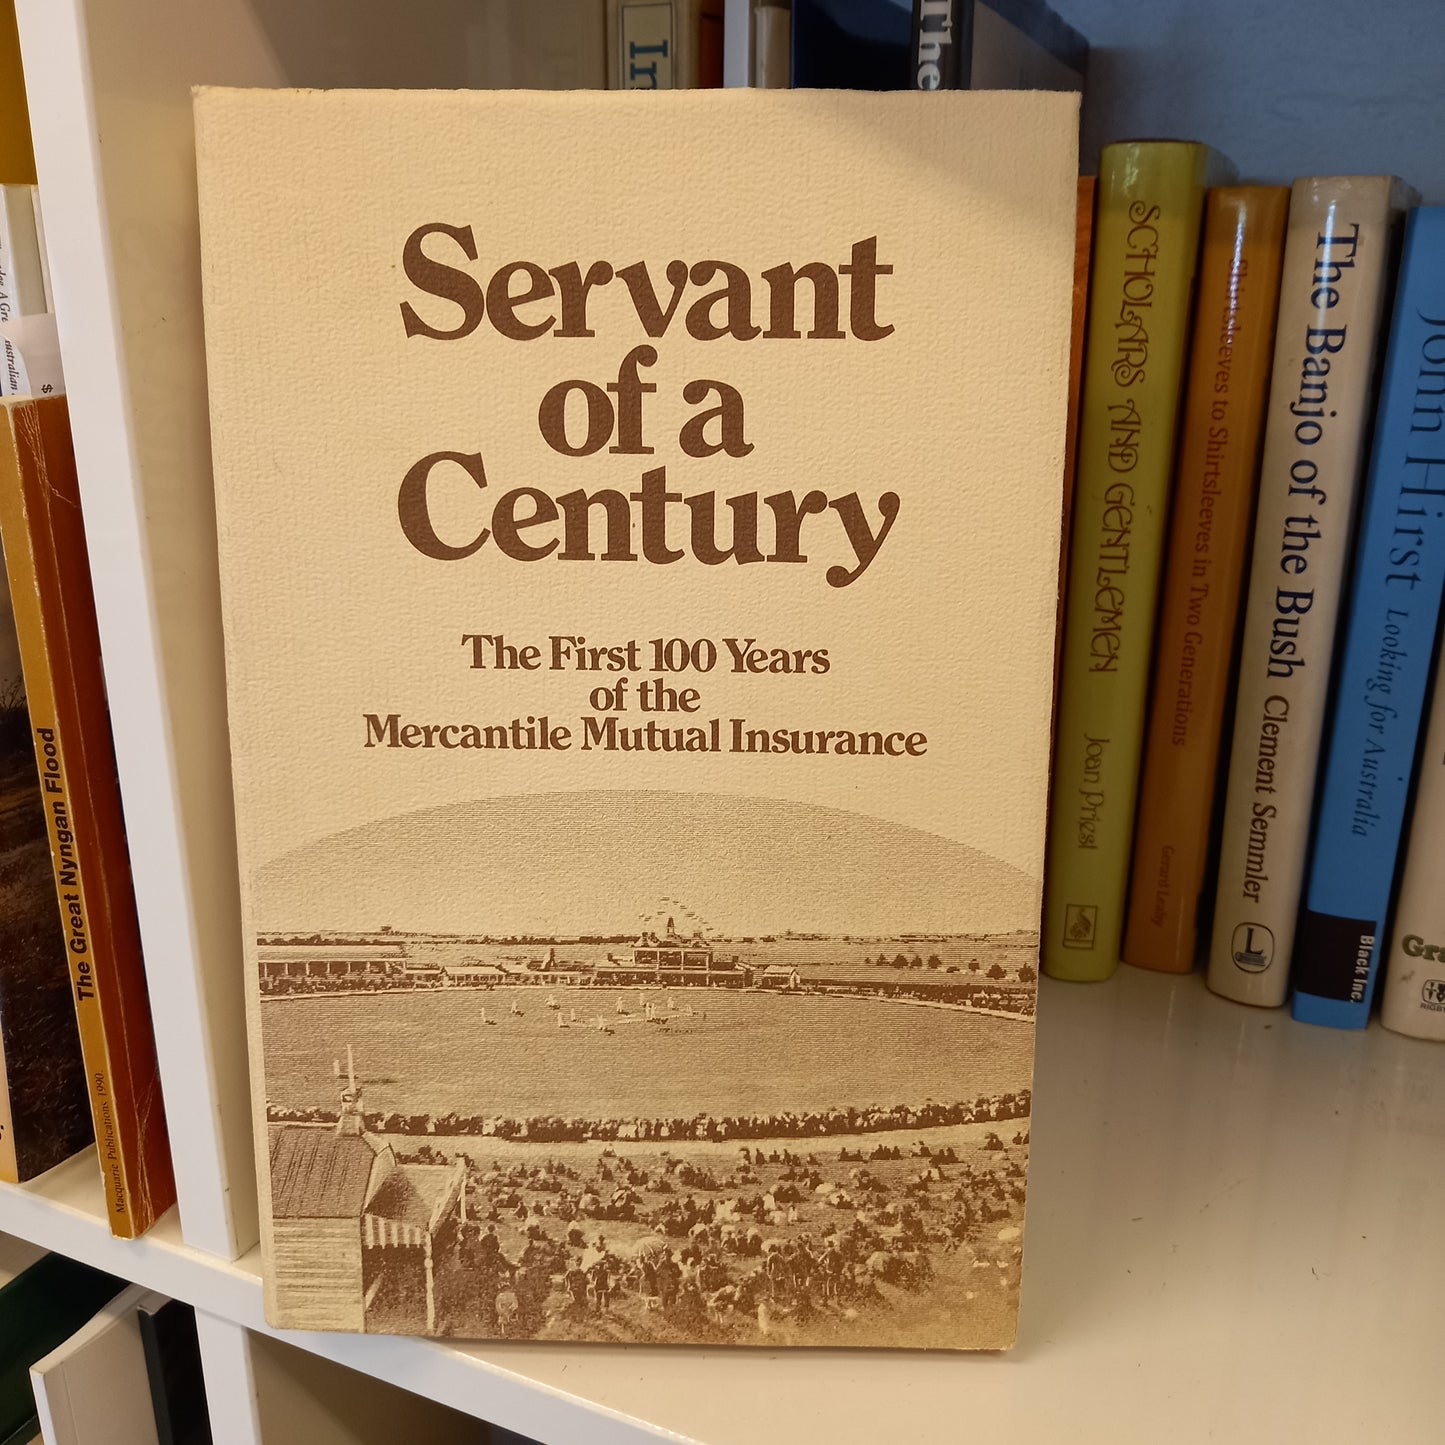 Servant
of a
Century
The First 100 Years
of the
Mercantile Mutual Insurance
The
SCHOLARS AND GENTLEMEN Joan Priest
Shirtsleeves to Shirtsleeves in Two Generations
The Banjo of the Bush Clement Semmler
L
John Hirst Looking for Australia
Black Inc.
The Great Nyngan Flood
Macquarie Publications 1990
$